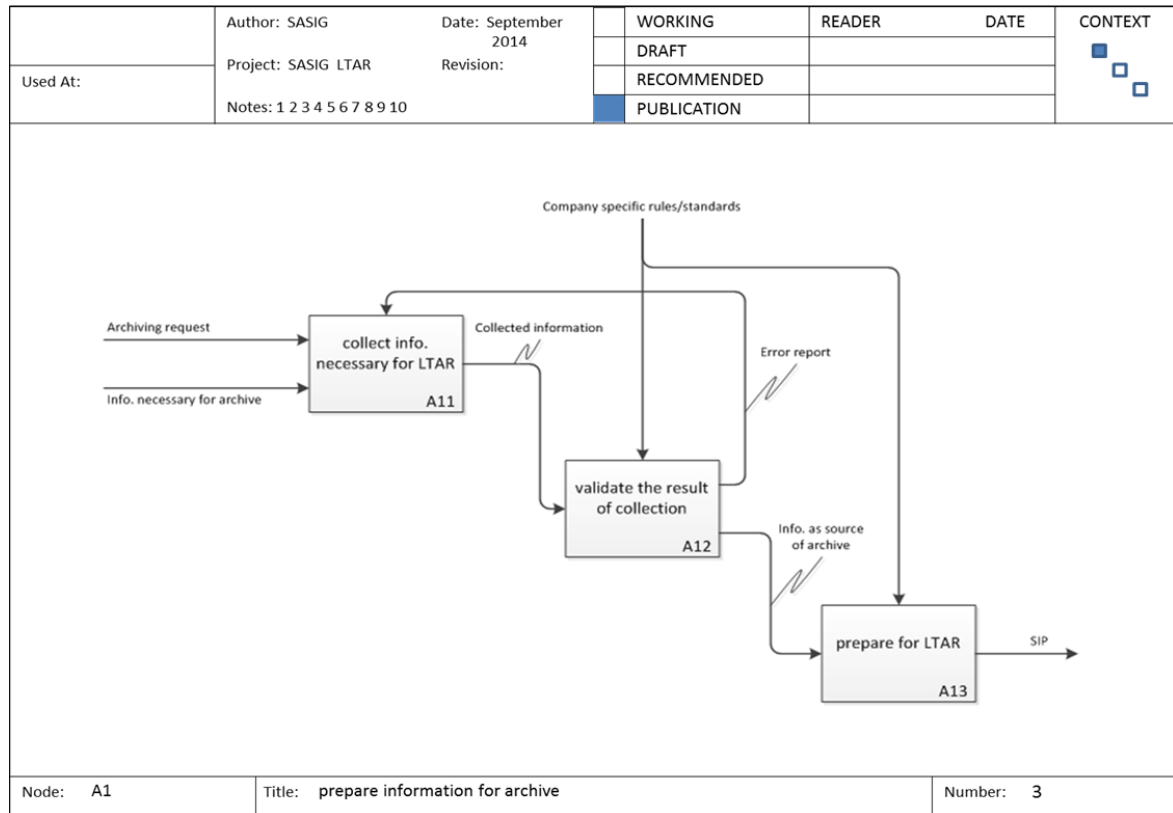 Used At:
Author: SASIG
Date: September
2014
Project: SASIG LTAR
Revision:
Notes: 1 2 3 4 5 6 7 8 9 10
WORKING
DRAFT
RECOMMENDED
PUBLICATION
READER
DATE
CONTEXT
Company specific rules/standards
Archiving request
Info. necessary for archive
collect info.
necessary for LTAR
A11
Collected information
Error report
validate the result
of collection
A12
Info. as source
of archive
prepare for LTAR
A13
SIP
Node: A1
Title: prepare information for archive
Number: 3